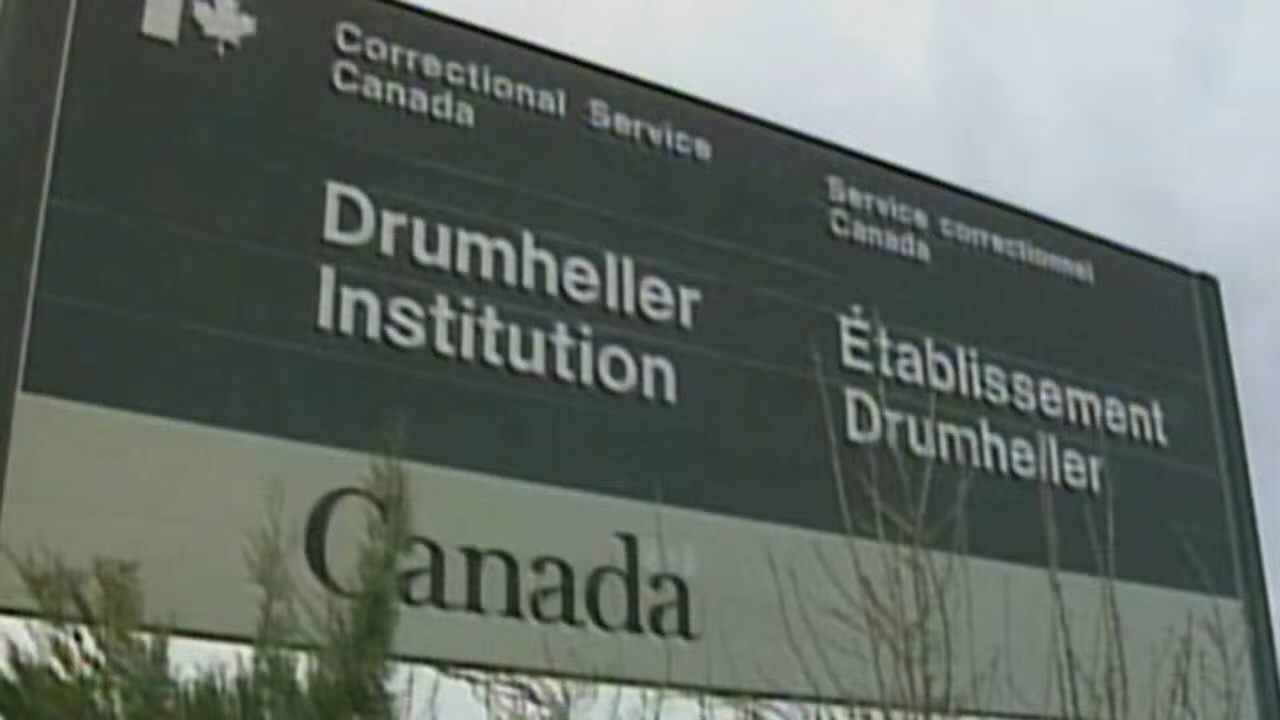 Correctional Service
Canada
Service correctionnel
Canada
Drumheller
Institution
Établissement
Drumheller
Canada